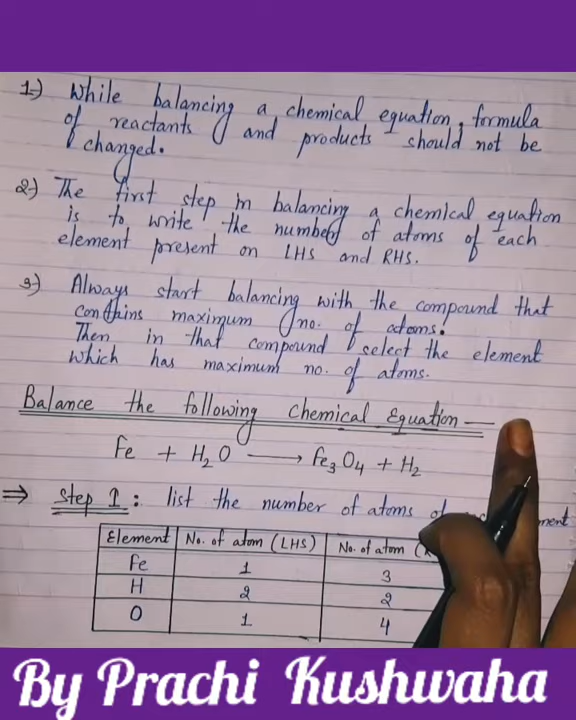 1:) While balancing a chemical equation, formula
of reactants and products should not be
changed.
2:) The first step in balancing a chemical equation
is to write the number of atoms of each
element present on LHS and RHS.
3:) Always start balancing with the compound that
contains maximum no. of atoms.
Then in that compound select the element
which has maximum no. of atoms.
Balance the following Chemical Equation —
Fe + H₂O ⟶ Fe₃O₄ + H₂
⇒ Step 1 : list the number of atoms of
Element No. of atom (LHS) No. of atom (
Fe 1 3
H 2 2
O 1 4
By Prachi Kushwaha